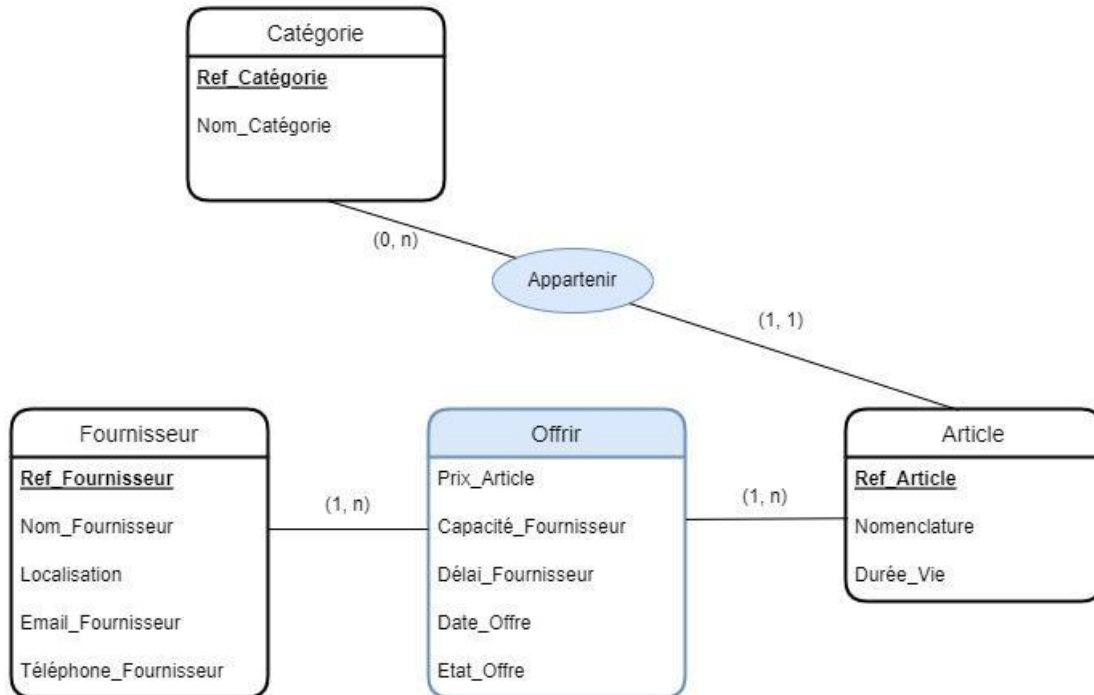 Catégorie
Ref_Catégorie
Nom_Catégorie
(0, n)
Appartenir
(1, 1)
Fournisseur
Ref_Fournisseur
Nom_Fournisseur
Localisation
Email_Fournisseur
Téléphone_Fournisseur
(1, n)
Offrir
Prix_Article
Capacité_Fournisseur
Délai_Fournisseur
Date_Offre
Etat_Offre
(1, n)
Article
Ref_Article
Nomenclature
Durée_Vie